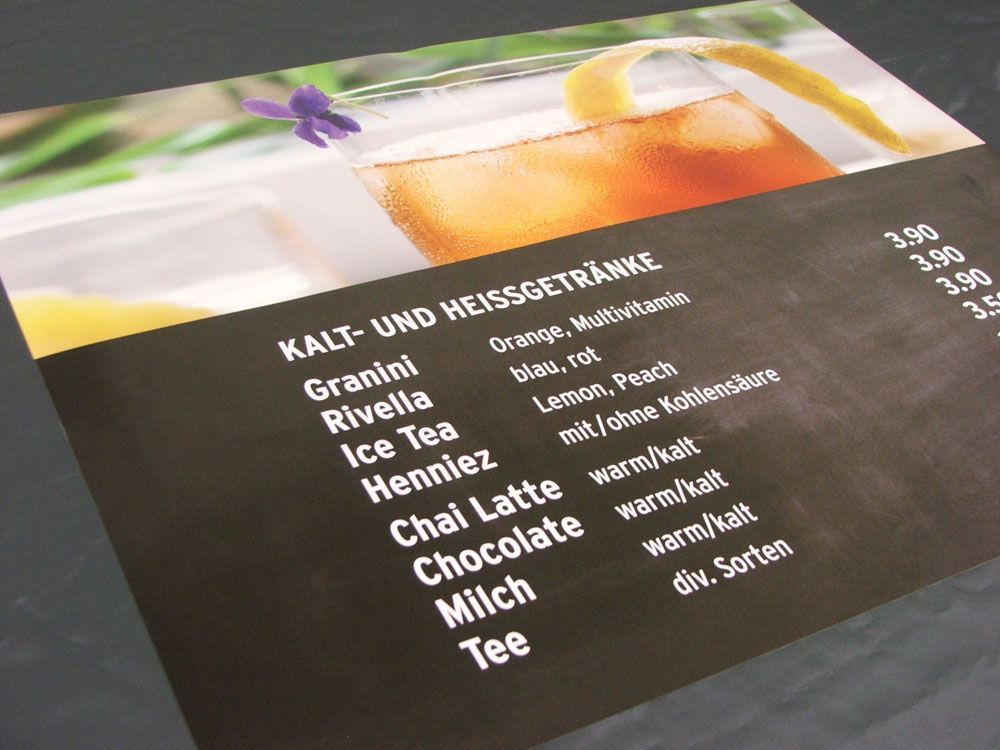 KALT- UND HEISSGETRÄNKE
Granini Orange, Multivitamin 3.90
Rivella blau, rot 3.90
Ice Tea Lemon, Peach 3.90
Henniez mit/ohne Kohlensäure
Chai Latte warm/kalt
Chocolate warm/kalt
Milch warm/kalt
Tee div. Sorten